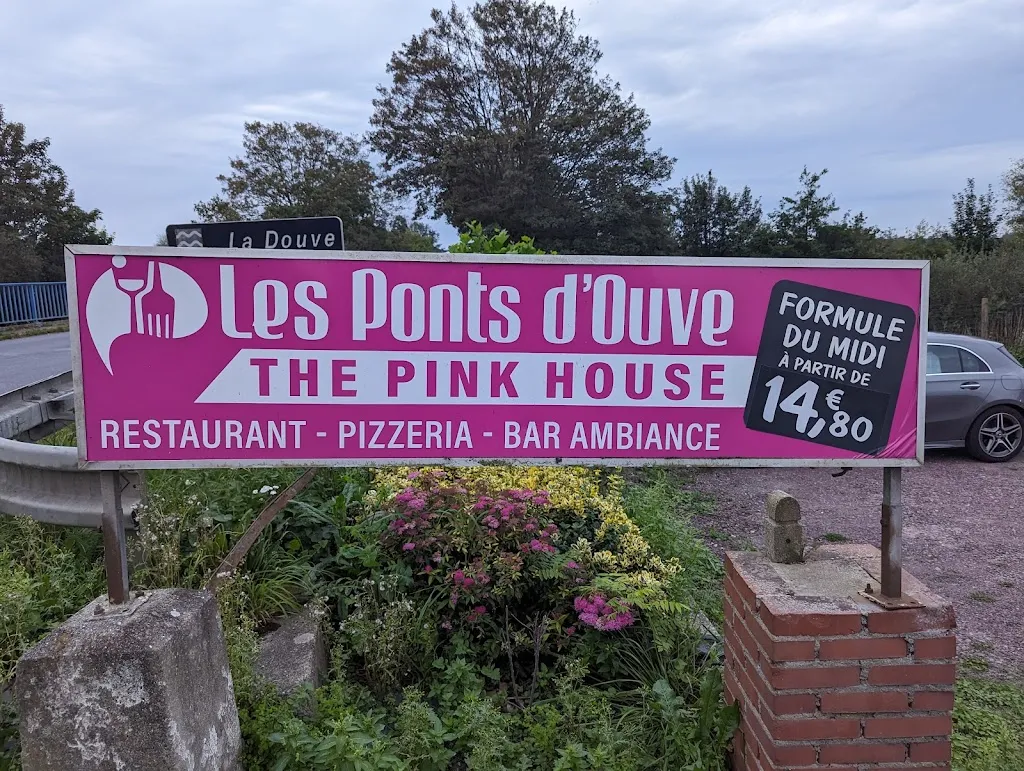 La Douve
Les Ponts d'Ouve
THE PINK HOUSE
RESTAURANT - PIZZERIA - BAR AMBIANCE
FORMULE
DU MIDI
À PARTIR DE
14,€80